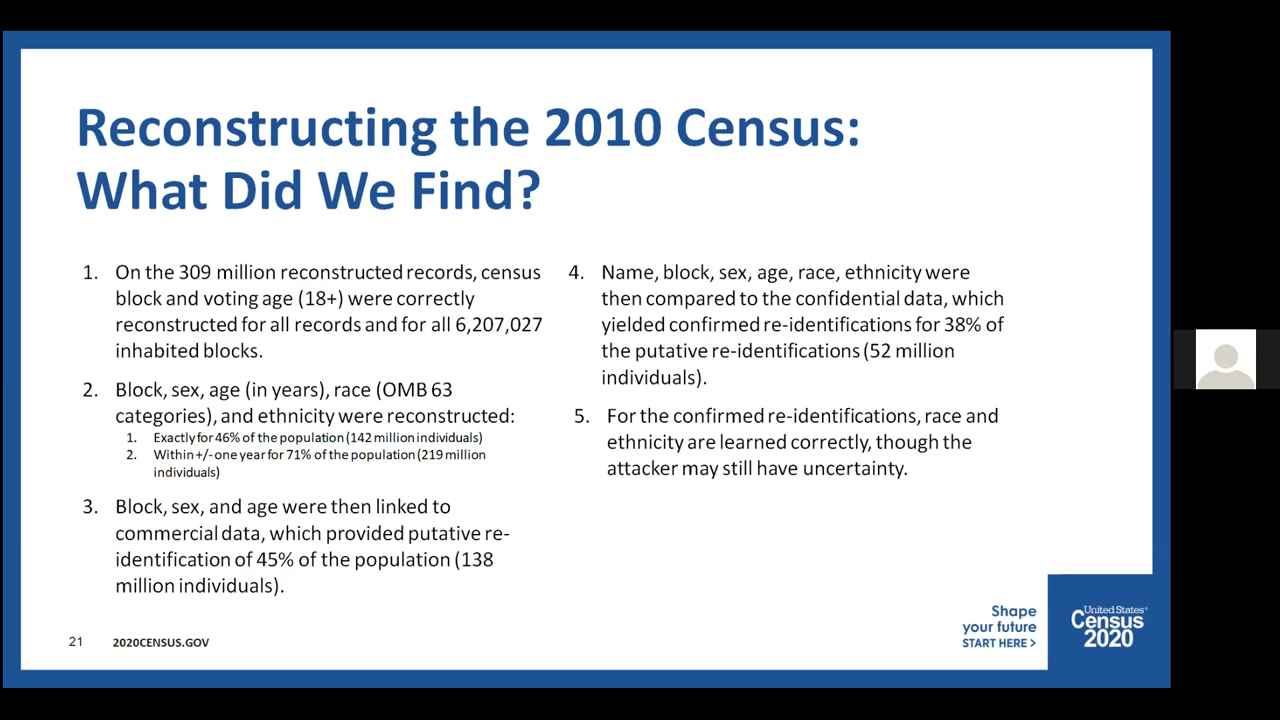 Reconstructing the 2010 Census:
What Did We Find?
1. On the 309 million reconstructed records, census
block and voting age (18+) were correctly
reconstructed for all records and for all 6,207,027
inhabited blocks.
2. Block, sex, age (in years), race (OMB 63
categories), and ethnicity were reconstructed:
1. Exactly for 46% of the population (142 million individuals)
2. Within +/- one year for 71% of the population (219 million
individuals)
3. Block, sex, and age were then linked to
commercial data, which provided putative re-
identification of 45% of the population (138
million individuals).
4. Name, block, sex, age, race, ethnicity were
then compared to the confidential data, which
yielded confirmed re-identifications for 38% of
the putative re-identifications (52 million
individuals).
5. For the confirmed re-identifications, race and
ethnicity are learned correctly, though the
attacker may still have uncertainty.
21 2020CENSUS.GOV
Shape
your future
START HERE >
United States®
Census
2020